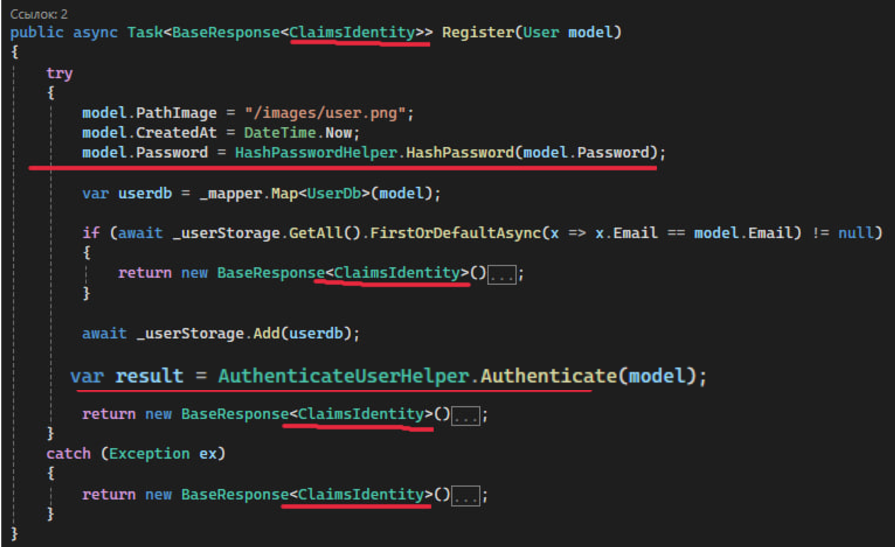 Ссылок: 2
public async Task<BaseResponse<ClaimsIdentity>> Register(User model)
{
try
{
model.PathImage = "/images/user.png";
model.CreatedAt = DateTime.Now;
model.Password = HashPasswordHelper.HashPassword(model.Password);
var userdb = _mapper.Map<UserDb>(model);
if (await _userStorage.GetAll().FirstOrDefaultAsync(x => x.Email == model.Email) != null)
{
return new BaseResponse<ClaimsIdentity>()...;
}
await _userStorage.Add(userdb);
var result = AuthenticateUserHelper.Authenticate(model);
return new BaseResponse<ClaimsIdentity>()...;
}
catch (Exception ex)
{
return new BaseResponse<ClaimsIdentity>()...;
}
}